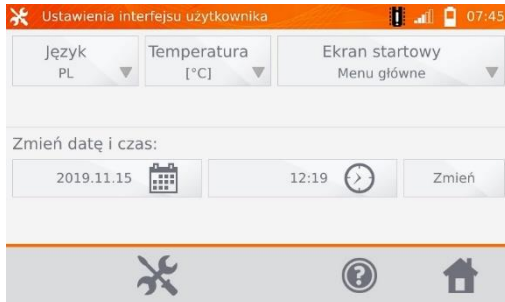 Ustawienia interfejsu użytkownika 07:45
Język Temperatura Ekran startowy
PL [°C] Menu główne
Zmień datę i czas:
2019.11.15 12:19 Zmień
?